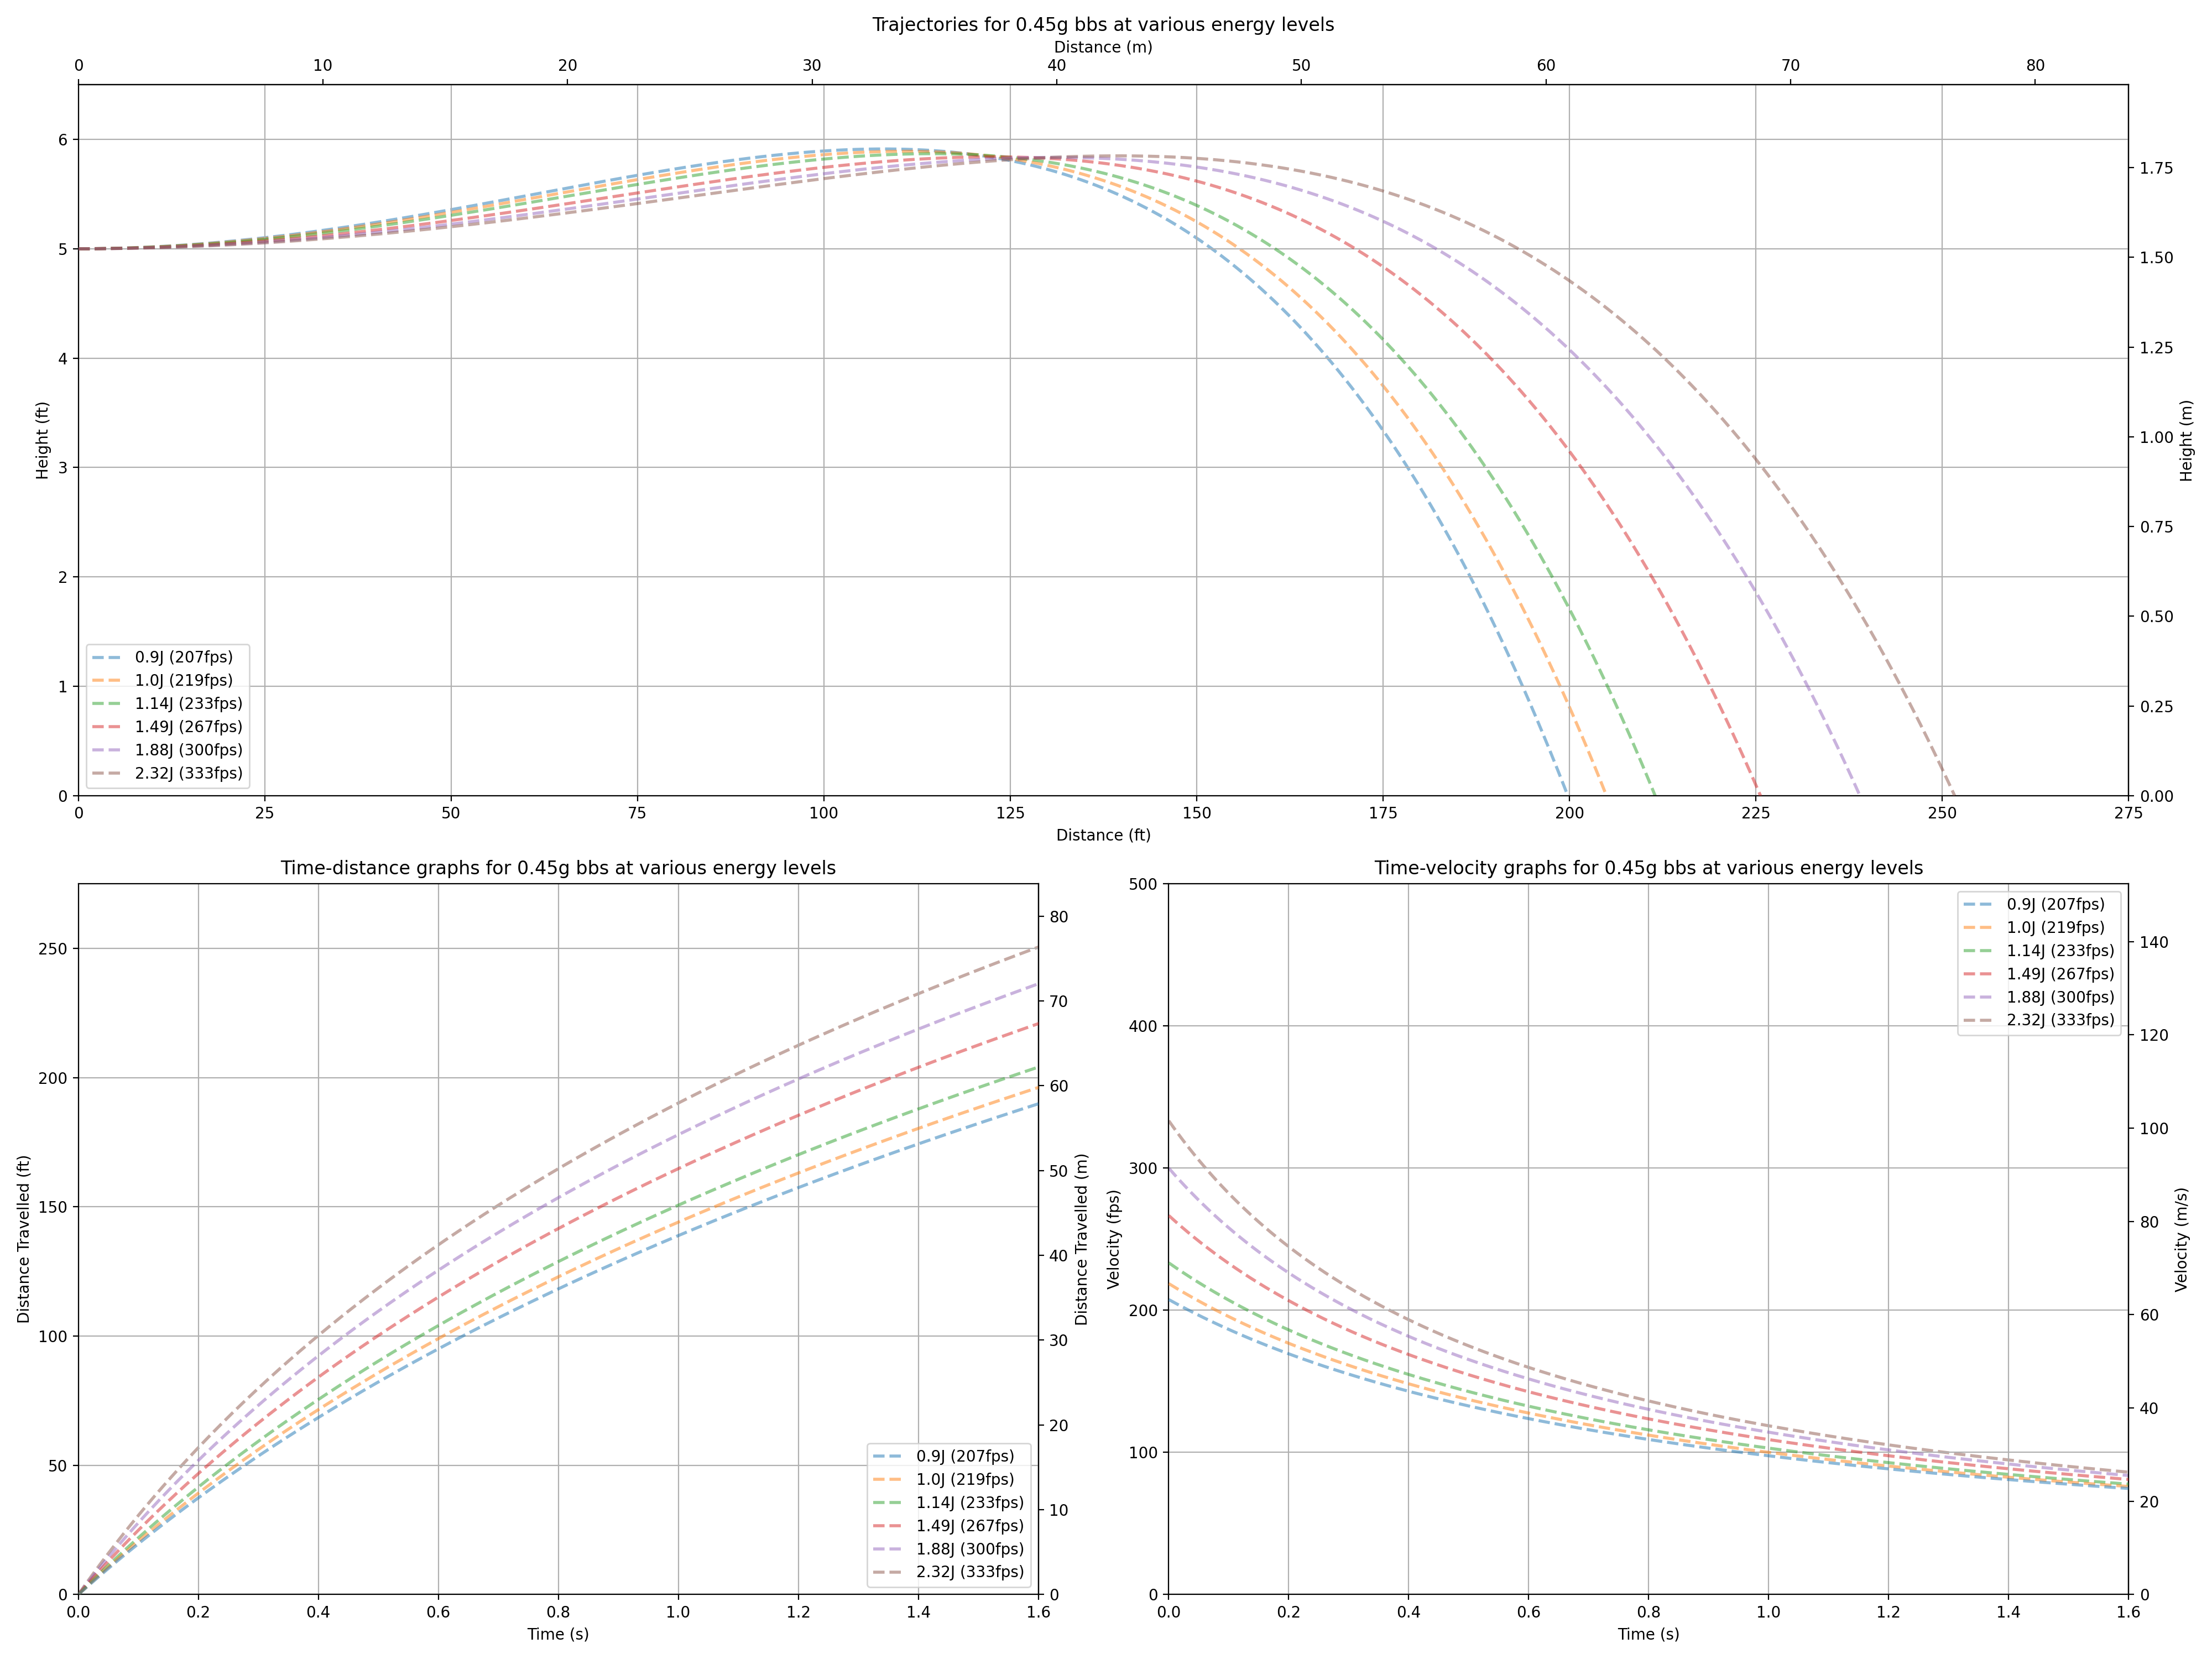 Trajectories for 0.45g bbs at various energy levels
Distance (m)
0 10 20 30 40 50 60 70 80
6
5
4
3
2
1
0
Height (ft)
1.75
1.50
1.25
1.00
0.75
0.50
0.25
0.00
Height (m)
0.9J (207fps)
1.0J (219fps)
1.14J (233fps)
1.49J (267fps)
1.88J (300fps)
2.32J (333fps)
0 25 50 75 100 125 150 175 200 225 250 275
Distance (ft)
Time-distance graphs for 0.45g bbs at various energy levels
250
200
150
100
50
0
Distance Travelled (ft)
80
70
60
50
40
30
20
10
0
Distance Travelled (m)
0.9J (207fps)
1.0J (219fps)
1.14J (233fps)
1.49J (267fps)
1.88J (300fps)
2.32J (333fps)
0.0 0.2 0.4 0.6 0.8 1.0 1.2 1.4 1.6
Time (s)
Time-velocity graphs for 0.45g bbs at various energy levels
500
400
300
200
100
0
Velocity (fps)
0.9J (207fps)
1.0J (219fps)
1.14J (233fps)
1.49J (267fps)
1.88J (300fps)
2.32J (333fps)
140
120
100
80
60
40
20
0
Velocity (m/s)
0.0 0.2 0.4 0.6 0.8 1.0 1.2 1.4 1.6
Time (s)